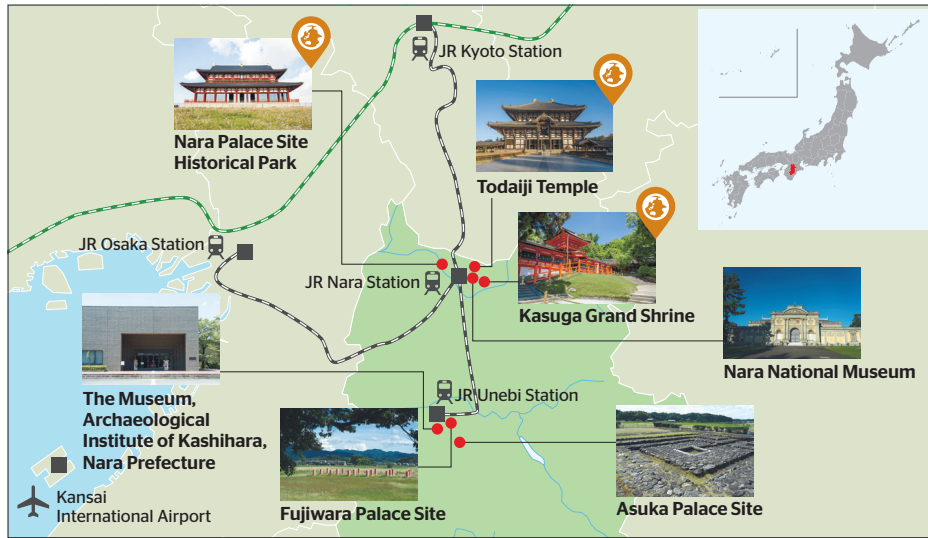 JR Kyoto Station
Nara Palace Site
Historical Park
Todaiji Temple
JR Osaka Station
JR Nara Station
Kasuga Grand Shrine
Nara National Museum
The Museum,
Archaeological
Institute of Kashihara,
Nara Prefecture
JR Unebi Station
Kansai
International Airport
Fujiwara Palace Site
Asuka Palace Site